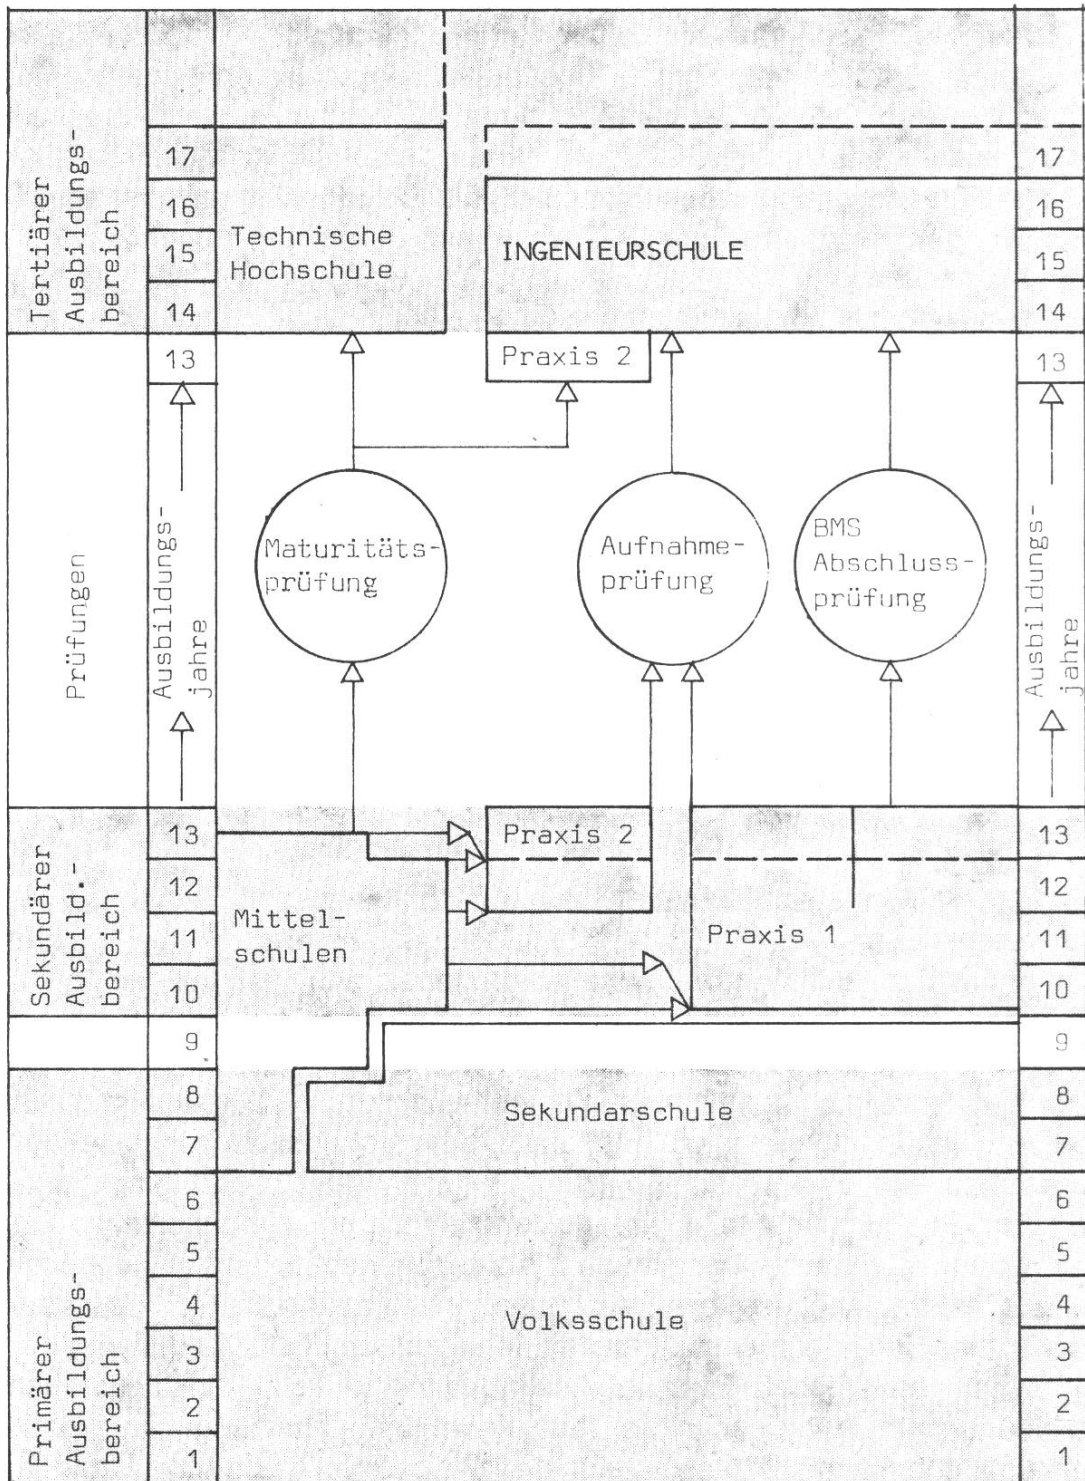 Tertiärer
Ausbildungs-
bereich
17
16
15
14
13
Technische
Hochschule
INGENIEURSCHULE
Praxis 2
17
16
15
14
13
Prüfungen
Ausbildungs-
jahre
Maturitäts-
prüfung
Aufnahme-
prüfung
BMS
Abschluss-
prüfung
Ausbildungs-
jahre
Sekundärer
Ausbild.-
bereich
13
12
11
10
9
Mittel-
schulen
Praxis 2
Praxis 1
13
12
11
10
9
Primärer
Ausbildungs-
bereich
8
7
6
5
4
3
2
1
Sekundarschule
Volksschule
8
7
6
5
4
3
2
1